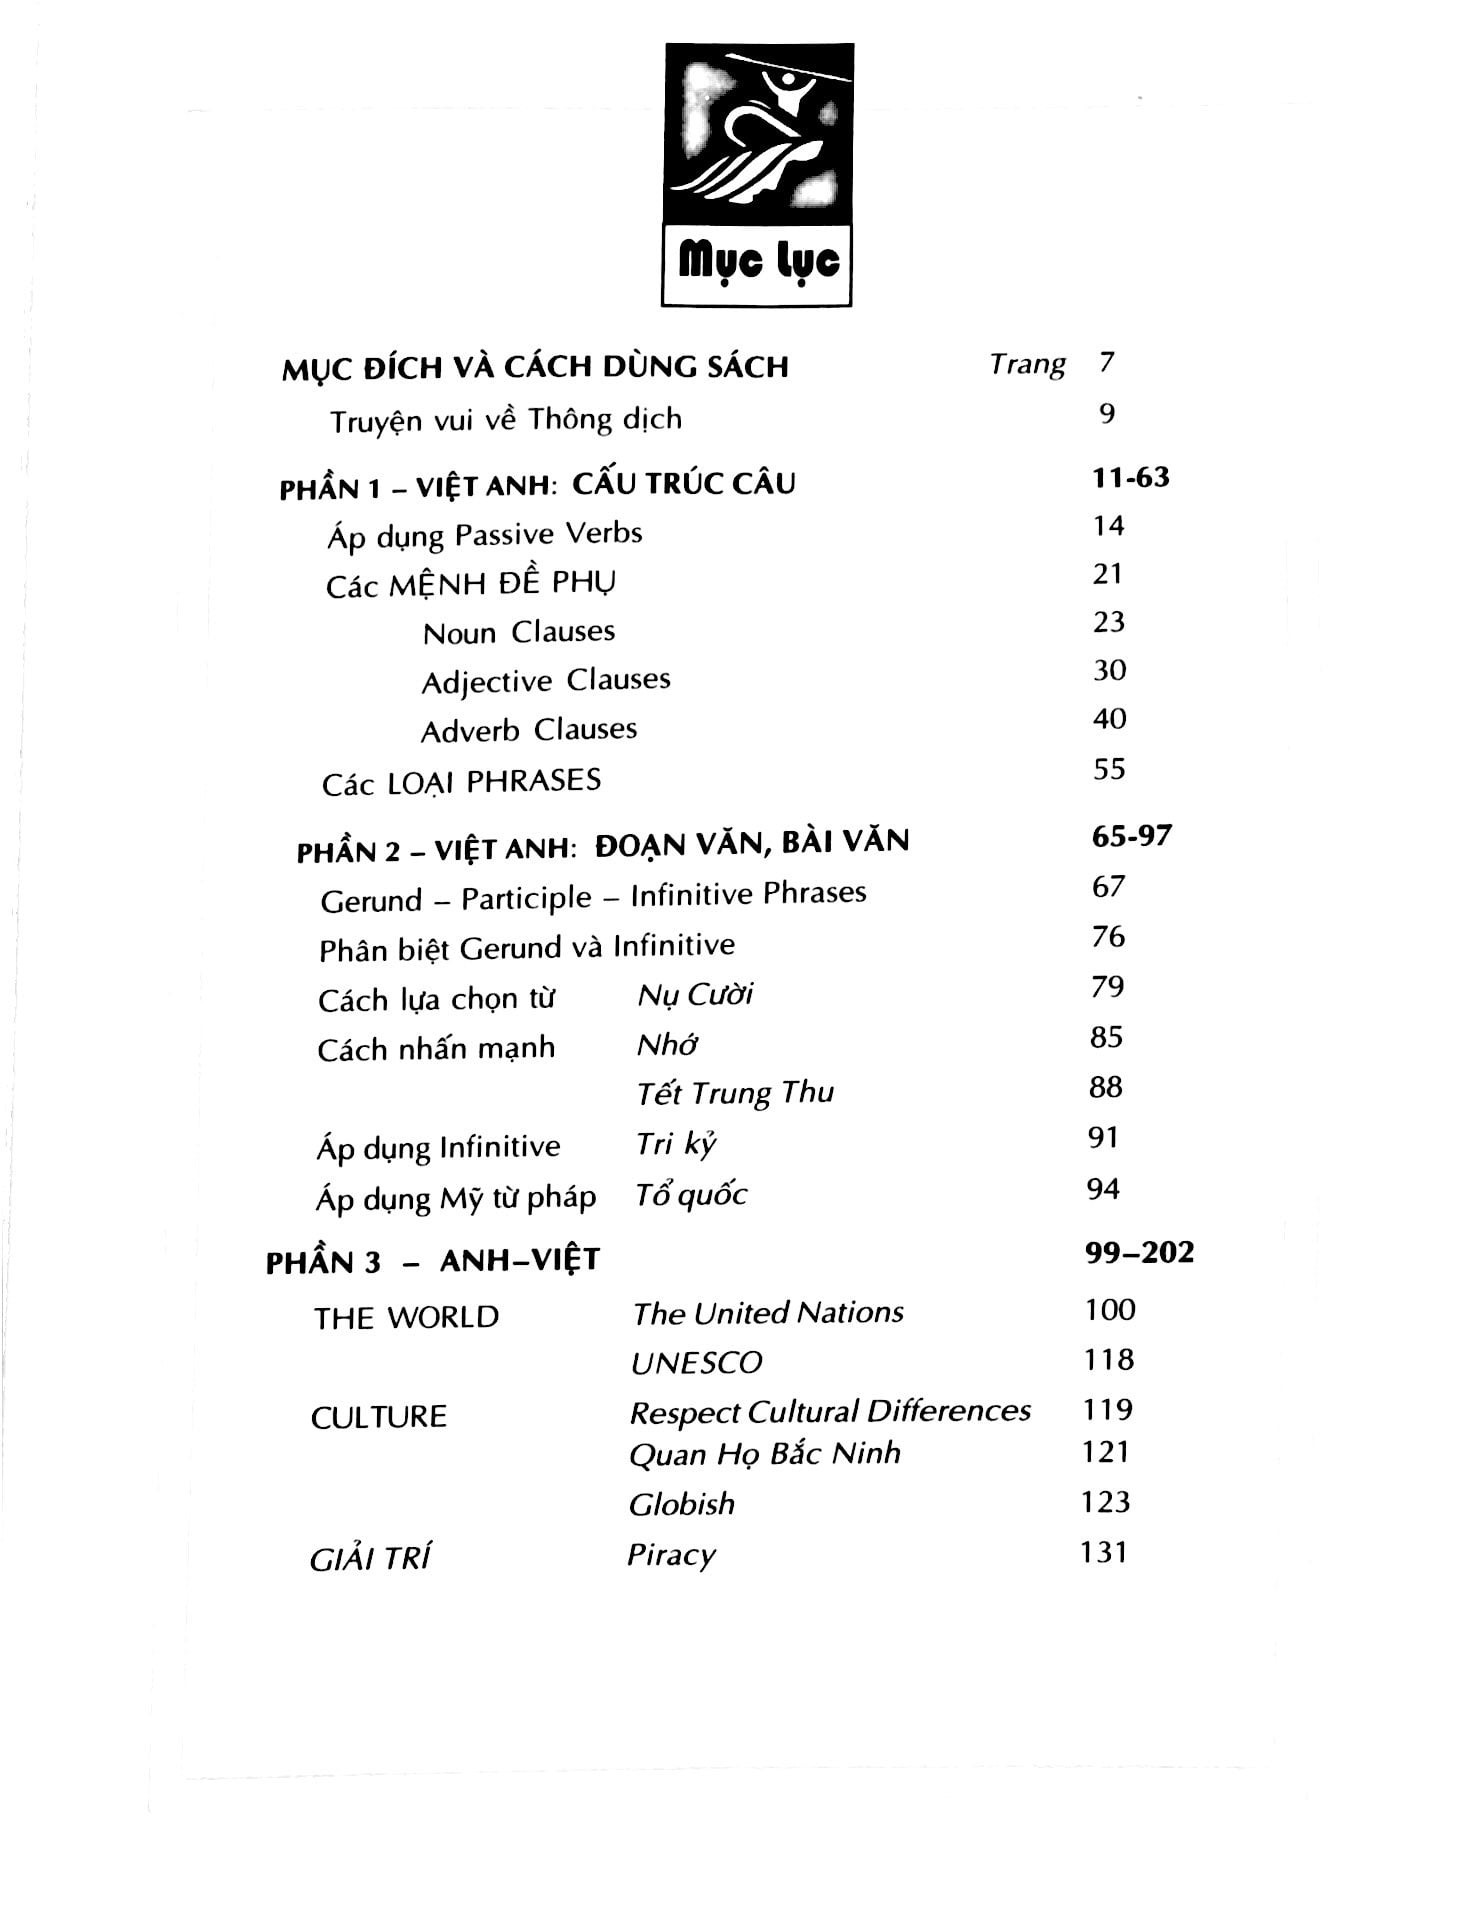 Mục Lục
MỤC ĐÍCH VÀ CÁCH DÙNG SÁCH Trang 7
Truyện vui về Thông dịch 9
PHẦN 1 – VIỆT ANH: CẤU TRÚC CÂU 11-63
Áp dụng Passive Verbs 14
Các MỆNH ĐỀ PHỤ 21
Noun Clauses 23
Adjective Clauses 30
Adverb Clauses 40
Các LOẠI PHRASES 55
PHẦN 2 – VIỆT ANH: ĐOẠN VĂN, BÀI VĂN 65-97
Gerund – Participle – Infinitive Phrases 67
Phân biệt Gerund và Infinitive 76
Cách lựa chọn từ Nụ Cười 79
Cách nhấn mạnh Nhớ 85
Tết Trung Thu 88
Áp dụng Infinitive Tri kỷ 91
Áp dụng Mỹ từ pháp Tổ quốc 94
PHẦN 3 – ANH–VIỆT 99–202
THE WORLD The United Nations 100
UNESCO 118
CULTURE Respect Cultural Differences 119
Quan Họ Bắc Ninh 121
Globish 123
GIẢI TRÍ Piracy 131